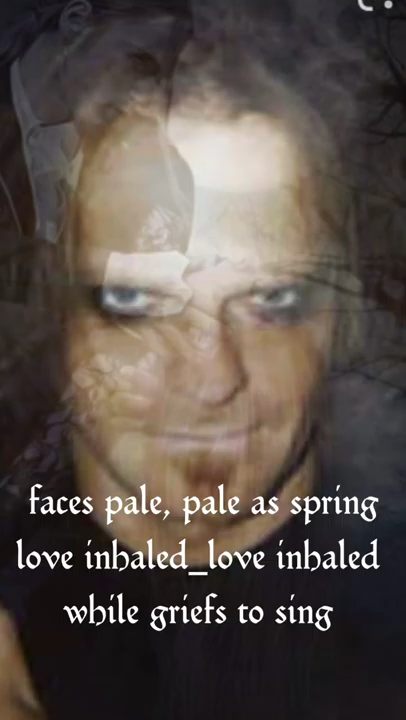 faces pale, pale as spring
love inhaled_love inhaled
while griefs to sing